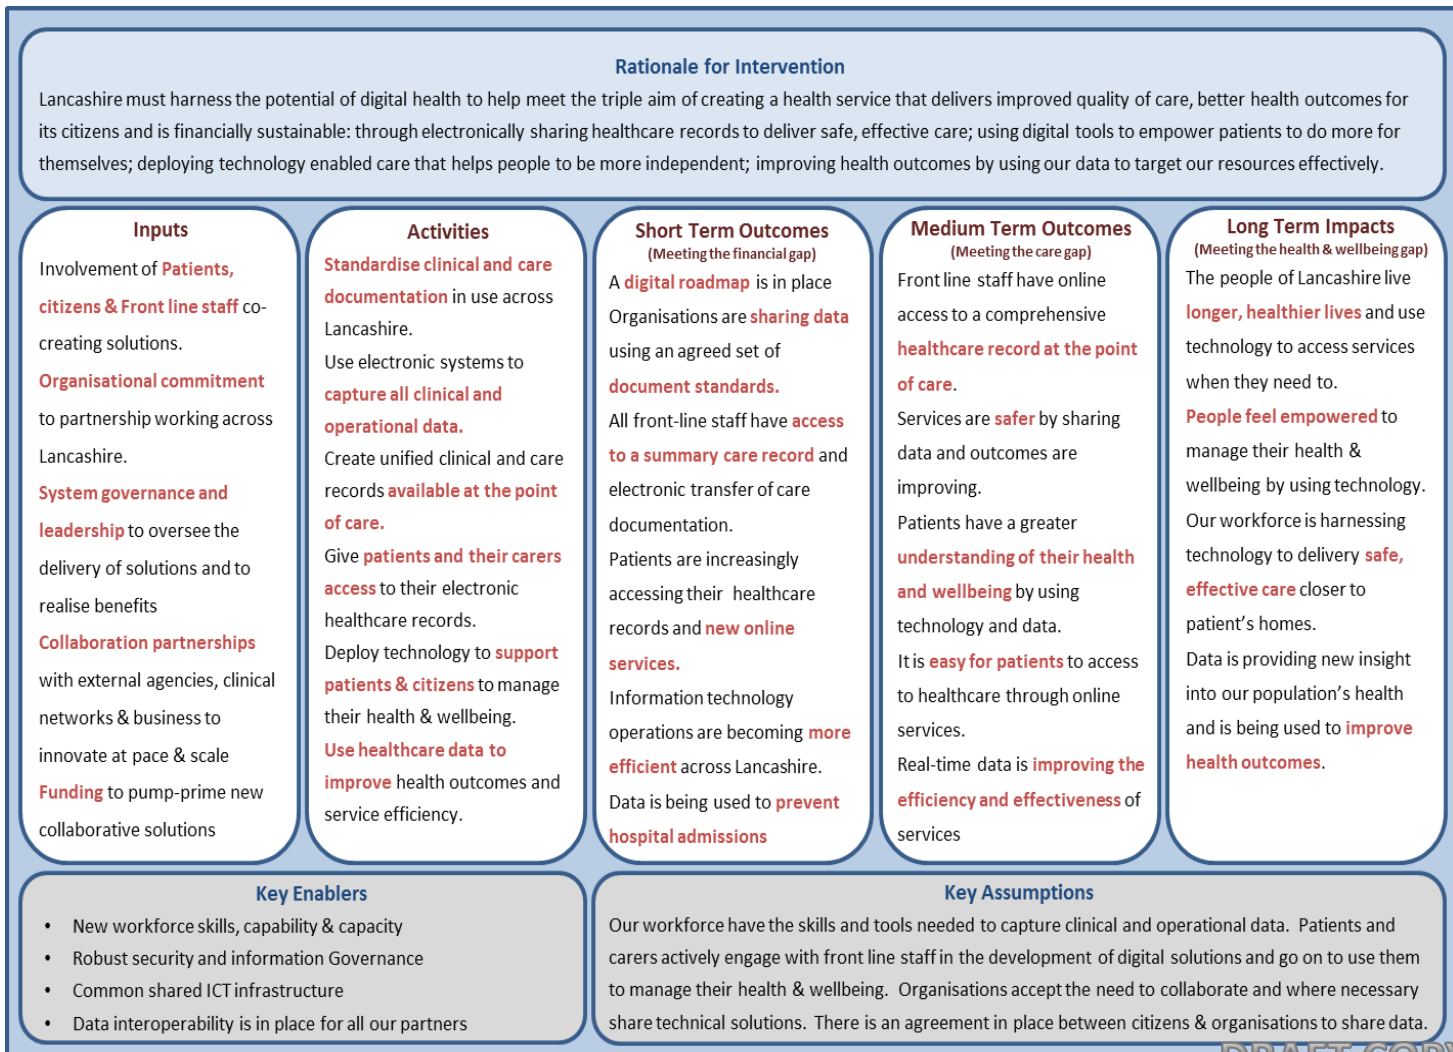 Rationale for Intervention
Lancashire must harness the potential of digital health to help meet the triple aim of creating a health service that delivers improved quality of care, better health outcomes for
its citizens and is financially sustainable: through electronically sharing healthcare records to deliver safe, effective care; using digital tools to empower patients to do more for
themselves; deploying technology enabled care that helps people to be more independent; improving health outcomes by using our data to target our resources effectively.
Inputs
Involvement of Patients,
citizens & Front line staff co-
creating solutions.
Organisational commitment
to partnership working across
Lancashire.
System governance and
leadership to oversee the
delivery of solutions and to
realise benefits
Collaboration partnerships
with external agencies, clinical
networks & business to
innovate at pace & scale
Funding to pump-prime new
collaborative solutions
Activities
Standardise clinical and care
documentation in use across
Lancashire.
Use electronic systems to
capture all clinical and
operational data.
Create unified clinical and care
records available at the point
of care.
Give patients and their carers
access to their electronic
healthcare records.
Deploy technology to support
patients & citizens to manage
their health & wellbeing.
Use healthcare data to
improve health outcomes and
service efficiency.
Short Term Outcomes
(Meeting the financial gap)
A digital roadmap is in place
Organisations are sharing data
using an agreed set of
document standards.
All front-line staff have access
to a summary care record and
electronic transfer of care
documentation.
Patients are increasingly
accessing their healthcare
records and new online
services.
Information technology
operations are becoming more
efficient across Lancashire.
Data is being used to prevent
hospital admissions
Medium Term Outcomes
(Meeting the care gap)
Front line staff have online
access to a comprehensive
healthcare record at the point
of care.
Services are safer by sharing
data and outcomes are
improving.
Patients have a greater
understanding of their health
and wellbeing by using
technology and data.
It is easy for patients to access
to healthcare through online
services.
Real-time data is improving the
efficiency and effectiveness of
services
Long Term Impacts
(Meeting the health & wellbeing gap)
The people of Lancashire live
longer, healthier lives and use
technology to access services
when they need to.
People feel empowered to
manage their health &
wellbeing by using technology.
Our workforce is harnessing
technology to delivery safe,
effective care closer to
patient's homes.
Data is providing new insight
into our population's health
and is being used to improve
health outcomes.
Key Enablers
• New workforce skills, capability & capacity
• Robust security and information Governance
• Common shared ICT infrastructure
• Data interoperability is in place for all our partners
Key Assumptions
Our workforce have the skills and tools needed to capture clinical and operational data. Patients and
carers actively engage with front line staff in the development of digital solutions and go on to use them
to manage their health & wellbeing. Organisations accept the need to collaborate and where necessary
share technical solutions. There is an agreement in place between citizens & organisations to share data.
DRAFT COPY